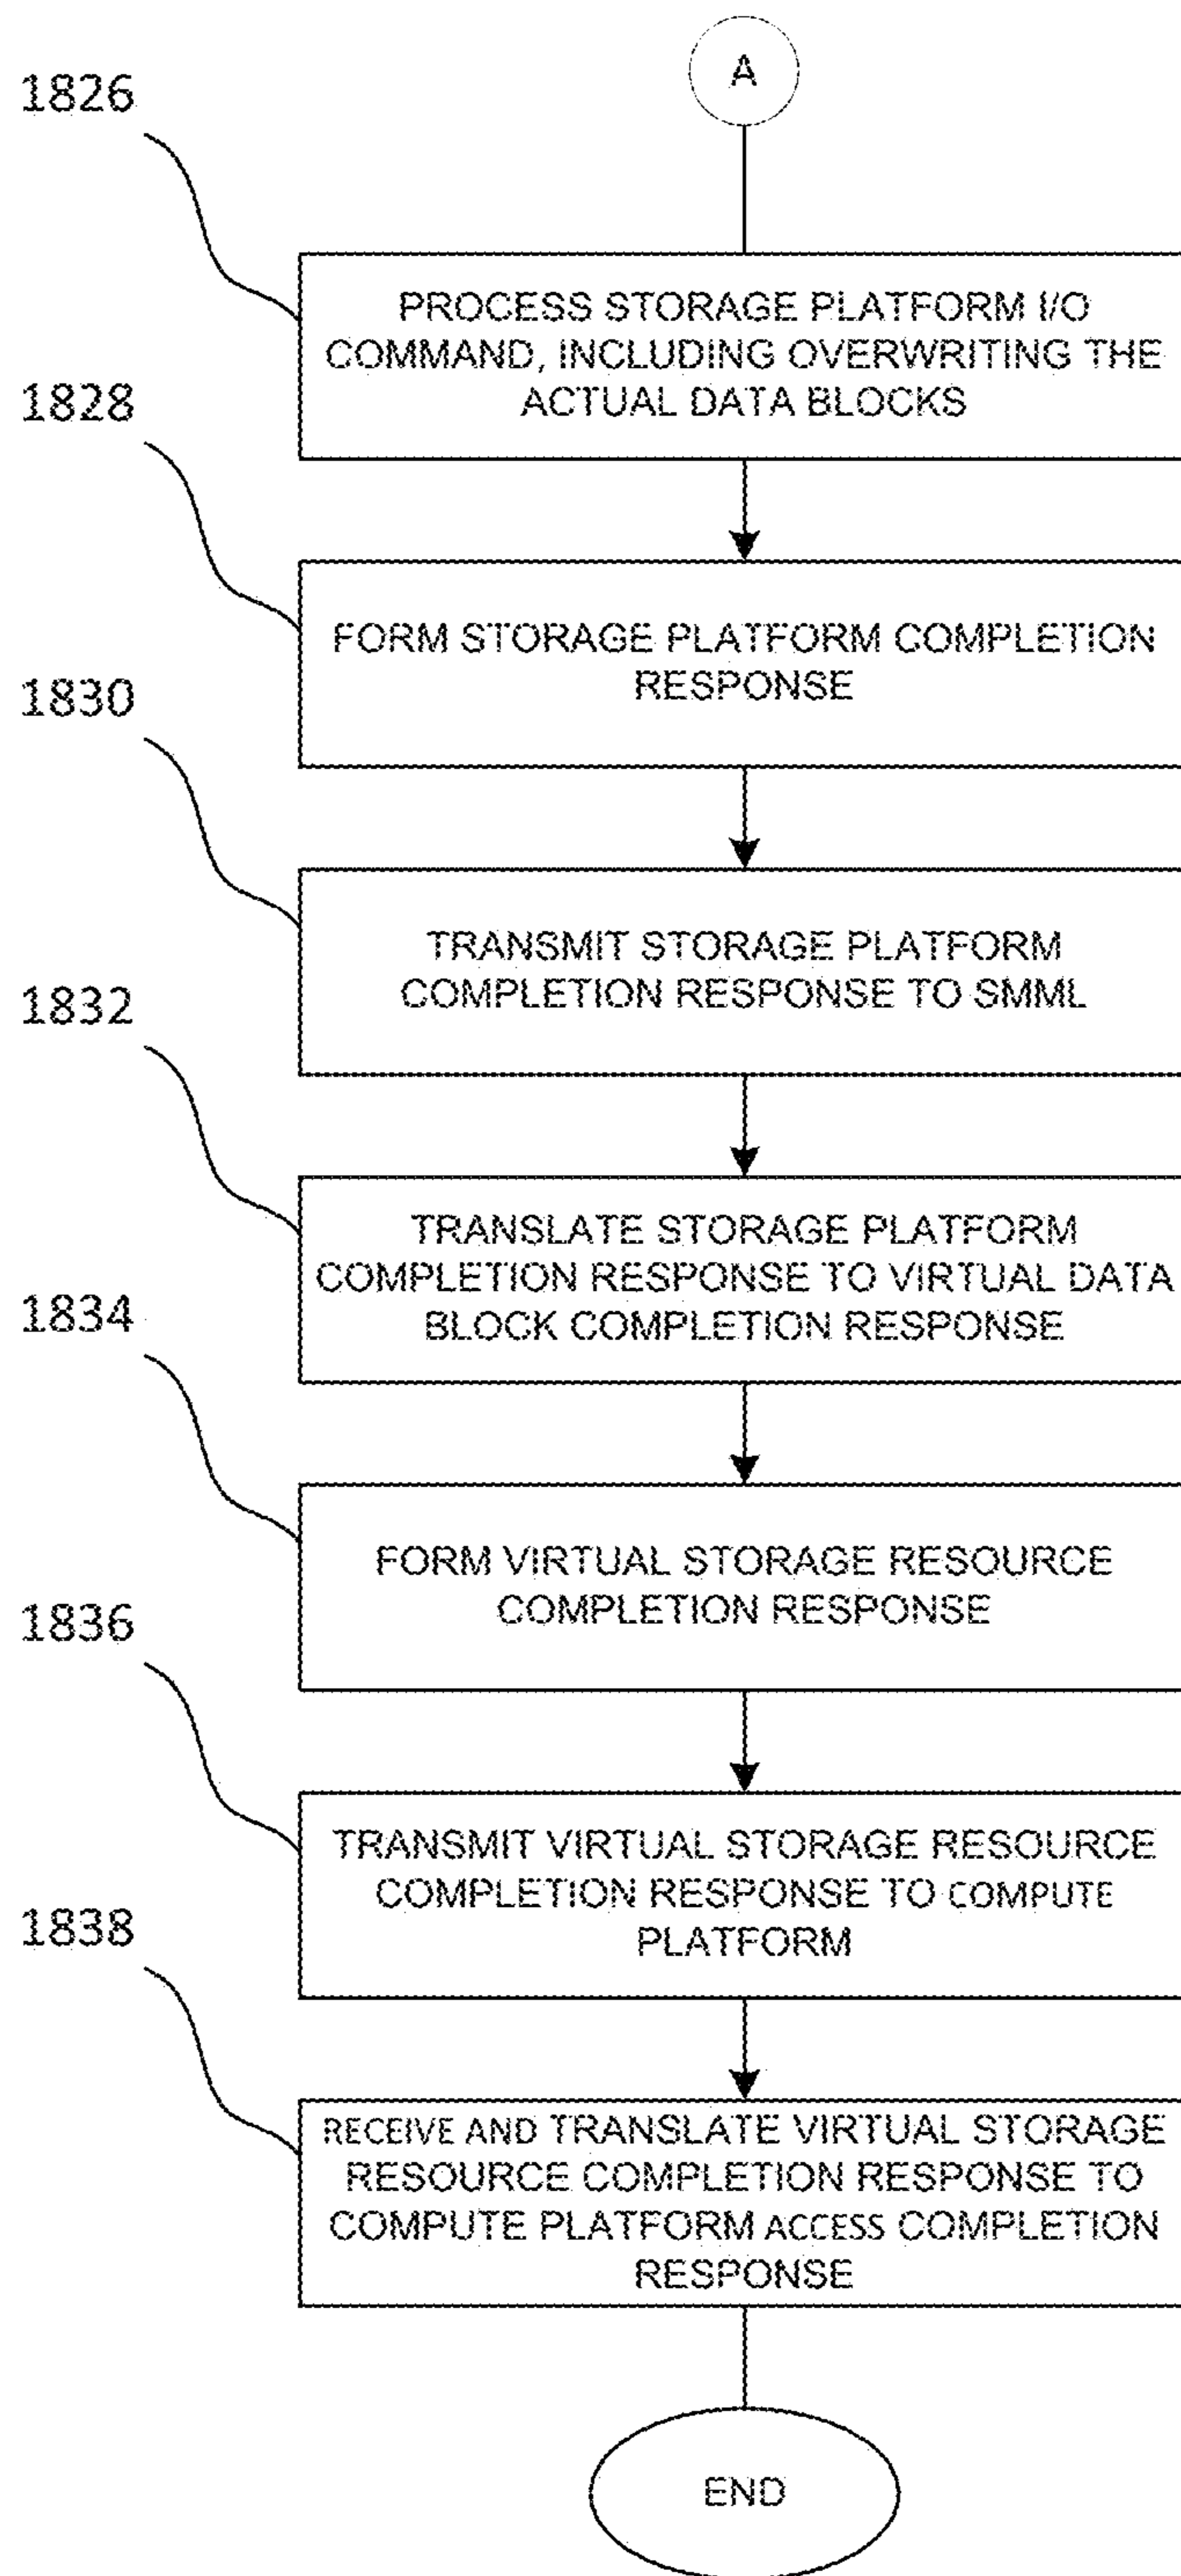 A
1826
PROCESS STORAGE PLATFORM I/O
COMMAND, INCLUDING OVERWRITING THE
ACTUAL DATA BLOCKS
1828
FORM STORAGE PLATFORM COMPLETION
RESPONSE
1830
TRANSMIT STORAGE PLATFORM
COMPLETION RESPONSE TO SMML
1832
TRANSLATE STORAGE PLATFORM
COMPLETION RESPONSE TO VIRTUAL DATA
BLOCK COMPLETION RESPONSE
1834
FORM VIRTUAL STORAGE RESOURCE
COMPLETION RESPONSE
1836
TRANSMIT VIRTUAL STORAGE RESOURCE
COMPLETION RESPONSE TO COMPUTE
PLATFORM
1838
RECEIVE AND TRANSLATE VIRTUAL STORAGE
RESOURCE COMPLETION RESPONSE TO
COMPUTE PLATFORM ACCESS COMPLETION
RESPONSE
END